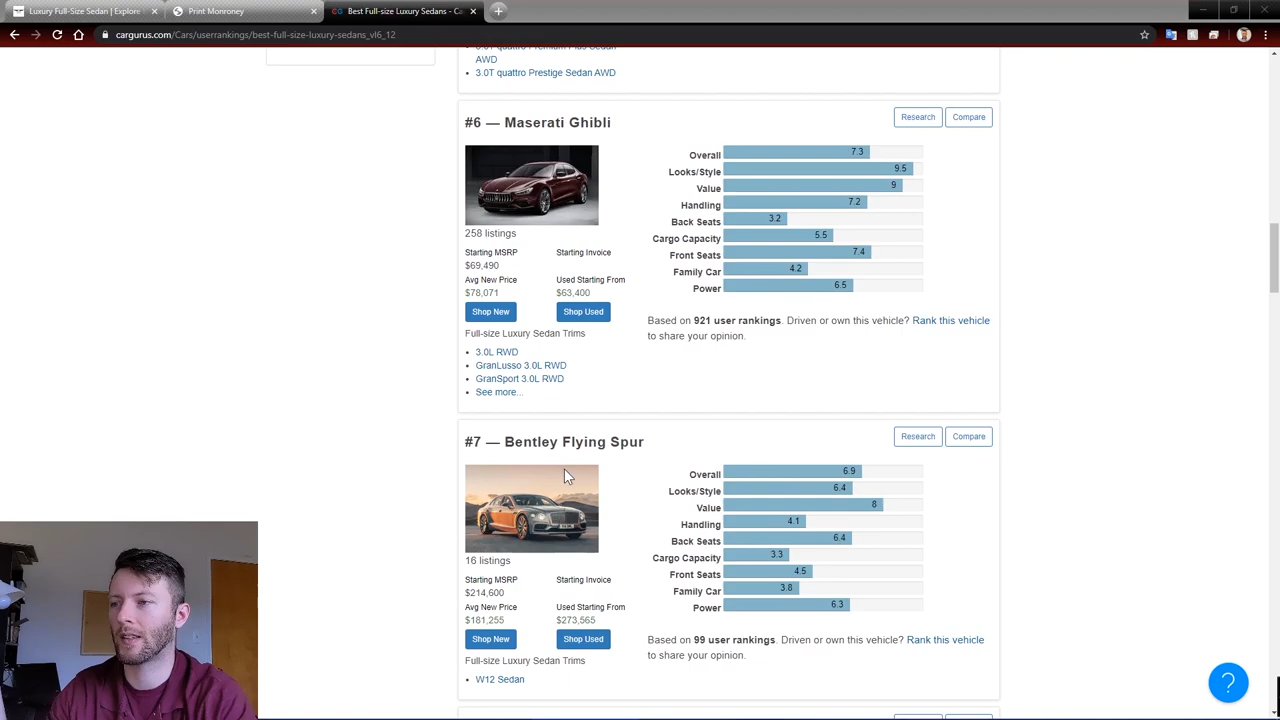 Luxury Full-Size Sedan | Explore
Print Monroney
CG Best Full-size Luxury Sedans - Ca
cargurus.com/Cars/userrankings/best-full-size-luxury-sedans_vl6_12
3.0T quattro Premium Plus Sedan
AWD
3.0T quattro Prestige Sedan AWD
#6 — Maserati Ghibli
Research
Compare
258 listings
Starting MSRP
Starting Invoice
$69,490
Avg New Price
Used Starting From
$78,071
$63,400
Shop New
Shop Used
Full-size Luxury Sedan Trims
3.0L RWD
GranLusso 3.0L RWD
GranSport 3.0L RWD
See more...
Overall 7.3
Looks/Style 9.5
Value 9
Handling 7.2
Back Seats 3.2
Cargo Capacity 5.5
Front Seats 7.4
Family Car 4.2
Power 6.5
Based on 921 user rankings. Driven or own this vehicle? Rank this vehicle
to share your opinion.
#7 — Bentley Flying Spur
Research
Compare
16 listings
Starting MSRP
Starting Invoice
$214,600
Avg New Price
Used Starting From
$181,255
$273,565
Shop New
Shop Used
Full-size Luxury Sedan Trims
W12 Sedan
Overall 6.9
Looks/Style 6.4
Value 8
Handling 4.1
Back Seats 6.4
Cargo Capacity 3.3
Front Seats 4.5
Family Car 3.8
Power 6.3
Based on 99 user rankings. Driven or own this vehicle? Rank this vehicle
to share your opinion.
?